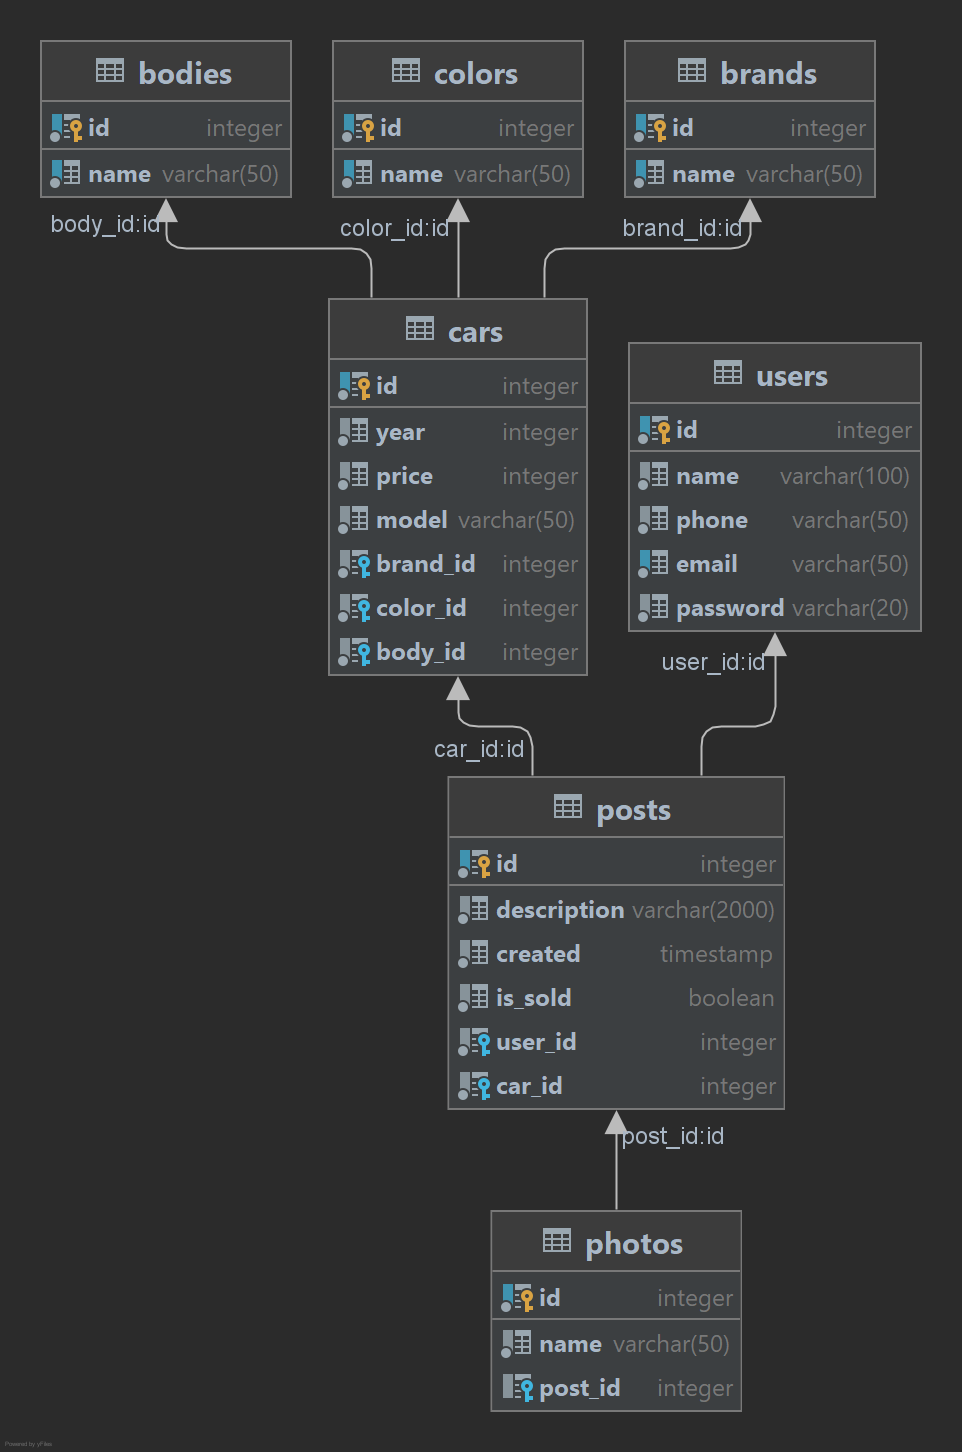 bodies
id integer
name varchar(50)
colors
id integer
name varchar(50)
brands
id integer
name varchar(50)
body_id:id
color_id:id
brand_id:id
cars
id integer
year integer
price integer
model varchar(50)
brand_id integer
color_id integer
body_id integer
users
id integer
name varchar(100)
phone varchar(50)
email varchar(50)
password varchar(20)
user_id:id
car_id:id
posts
id integer
description varchar(2000)
created timestamp
is_sold boolean
user_id integer
car_id integer
post_id:id
photos
id integer
name varchar(50)
post_id integer
Powered by yFiles